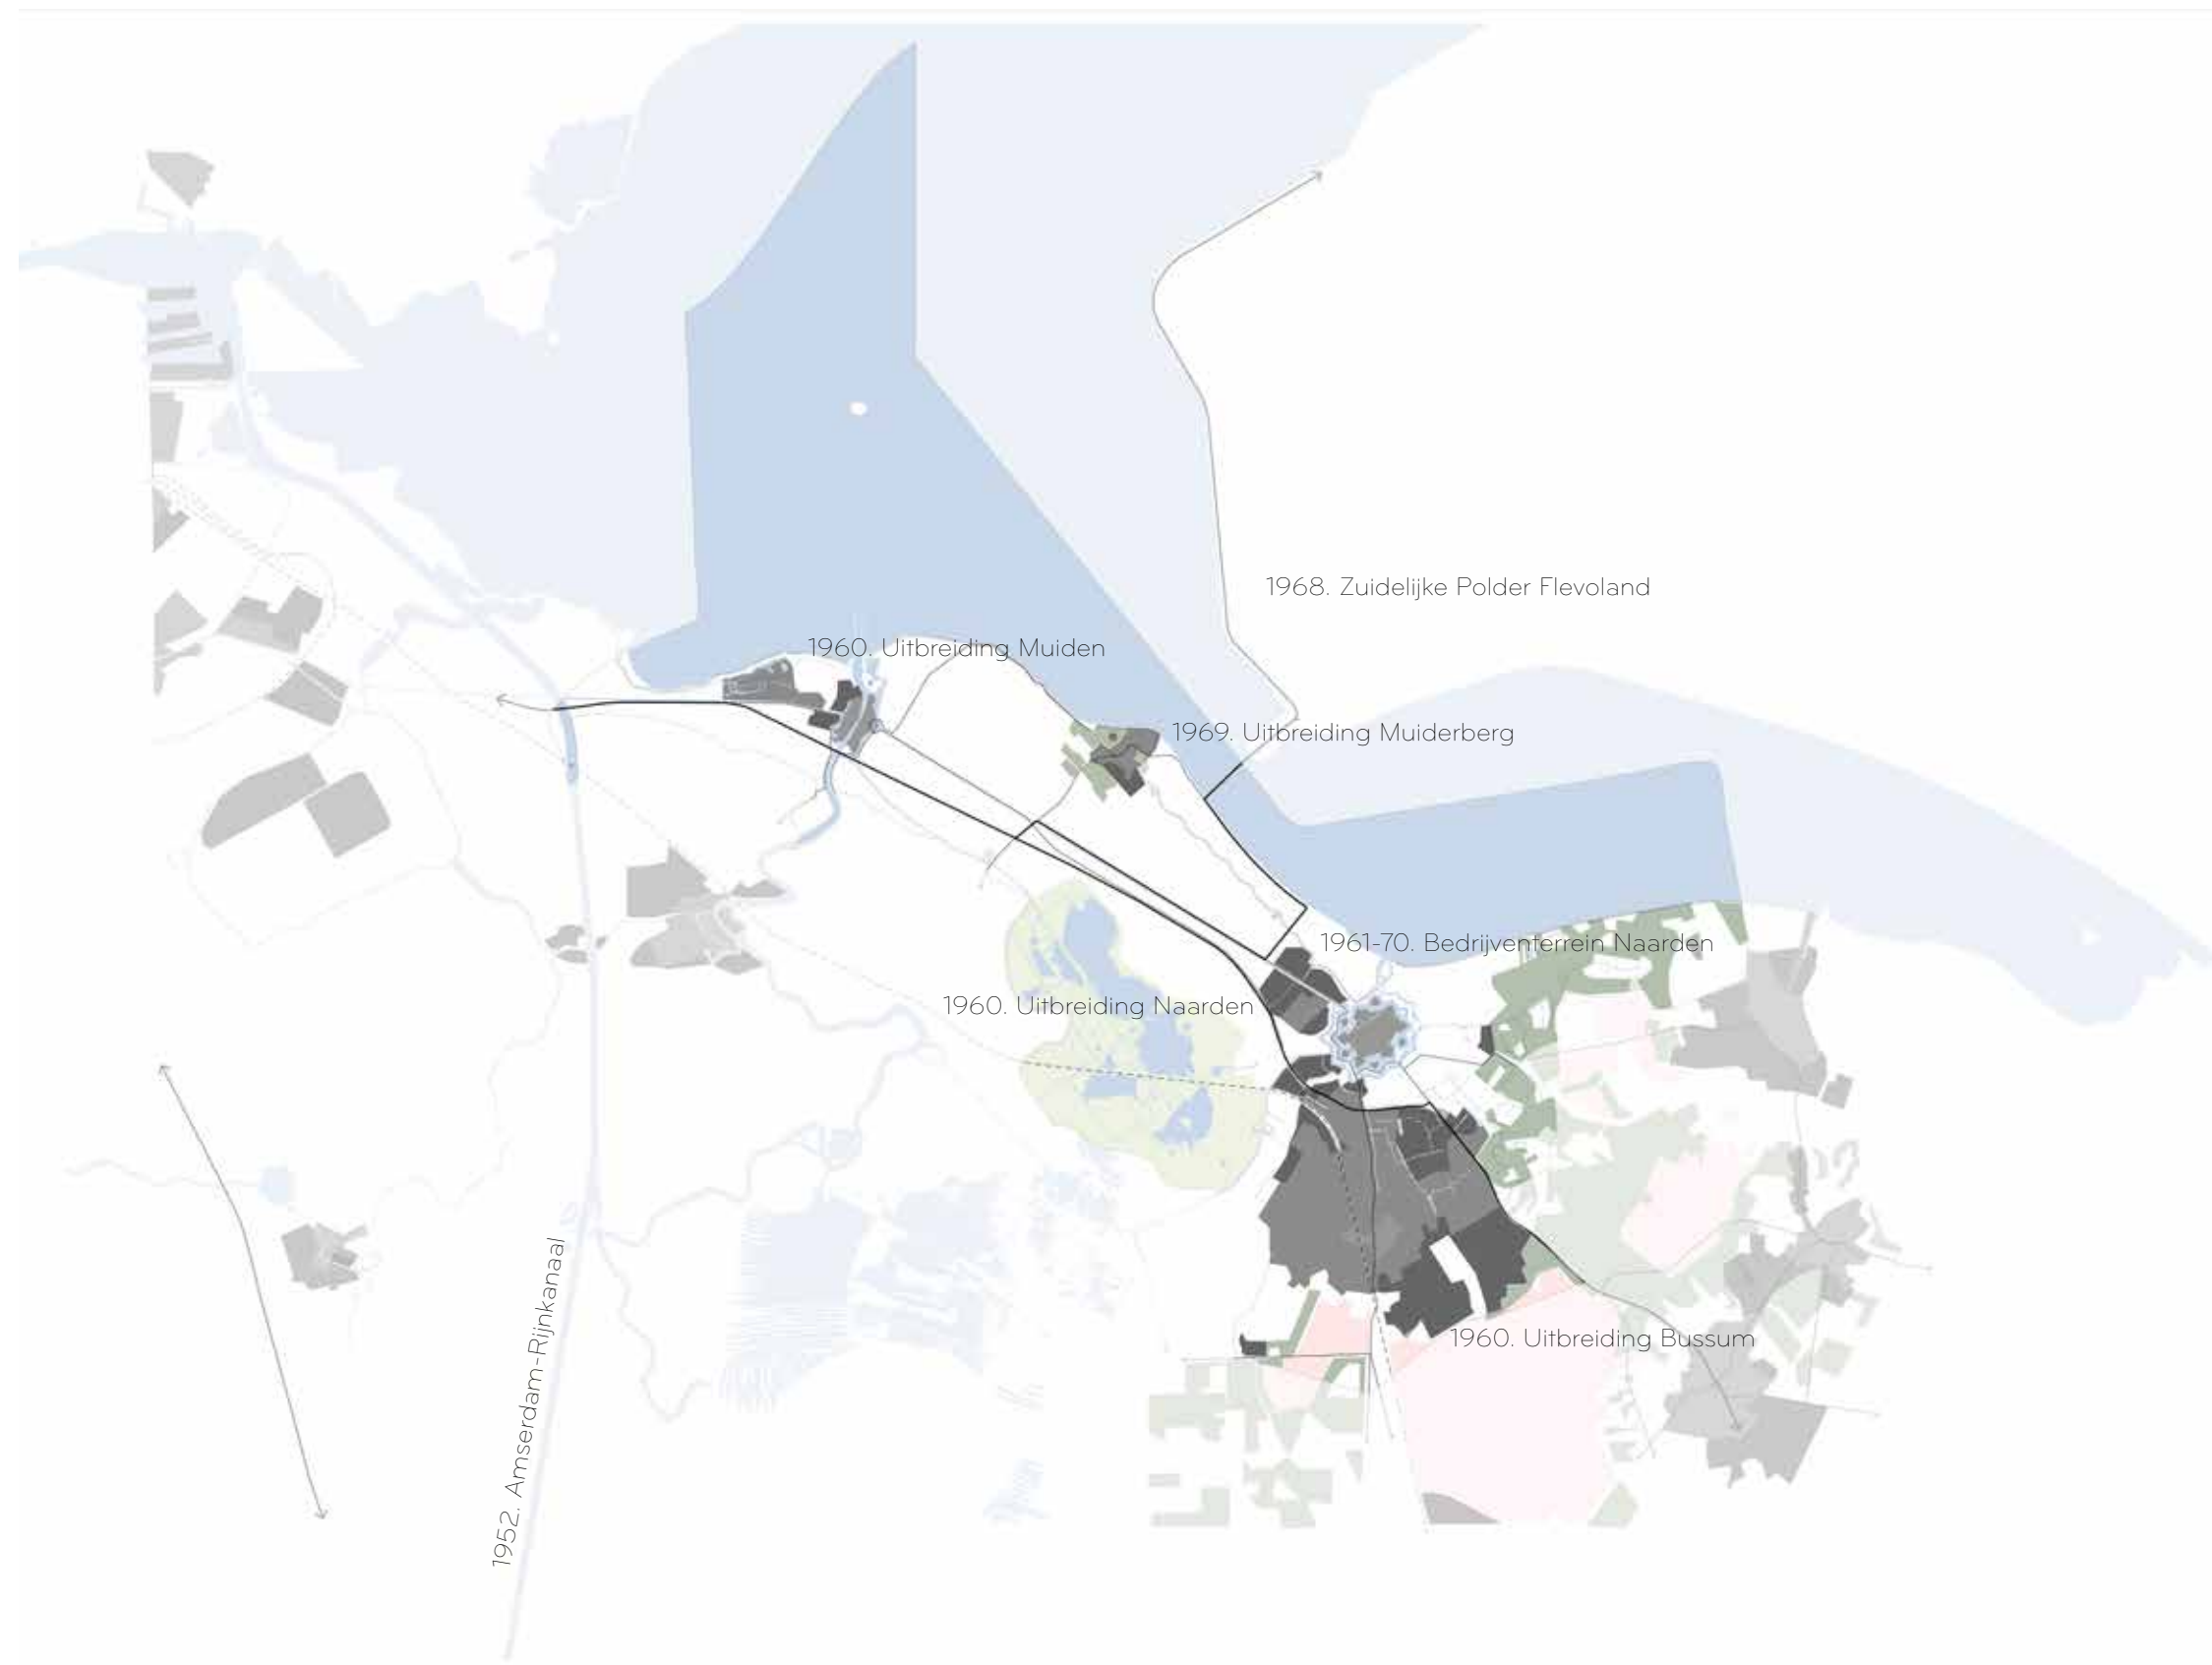 1968. Zuidelijke Polder Flevoland
1960. Uitbreiding Muiden
1969. Uitbreiding Muiderberg
1961-70. Bedrijventerrein Naarden
1960. Uitbreiding Naarden
1960. Uitbreiding Bussum
1952. Amserdam-Rijnkanaal